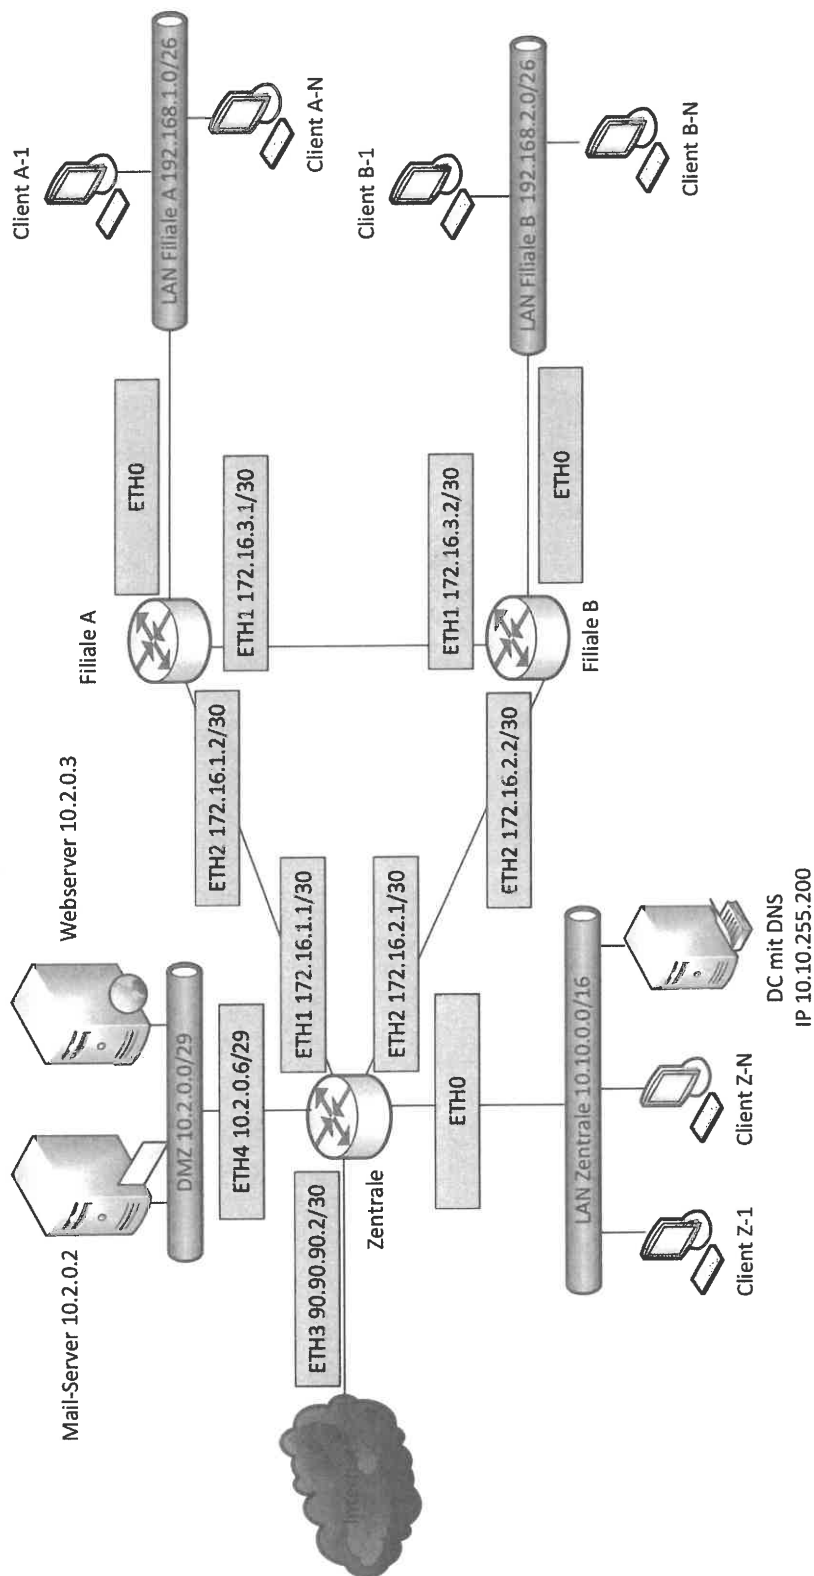 Mail-Server 10.2.0.2
Webserver 10.2.0.3
DMZ 10.2.0.0/29
ETH4 10.2.0.6/29
ETH3 90.90.90.2/30
Internet
Zentrale
ETH1 172.16.1.1/30
ETH2 172.16.2.1/30
ETH0
LAN Zentrale 10.10.0.0/16
Client Z-1
Client Z-N
DC mit DNS
IP 10.10.255.200
Filiale A
ETH2 172.16.1.2/30
ETH0
ETH1 172.16.3.1/30
LAN Filiale A 192.168.1.0/26
Client A-1
Client A-N
ETH1 172.16.3.2/30
ETH2 172.16.2.2/30
Filiale B
ETH0
LAN Filiale B 192.168.2.0/26
Client B-1
Client B-N